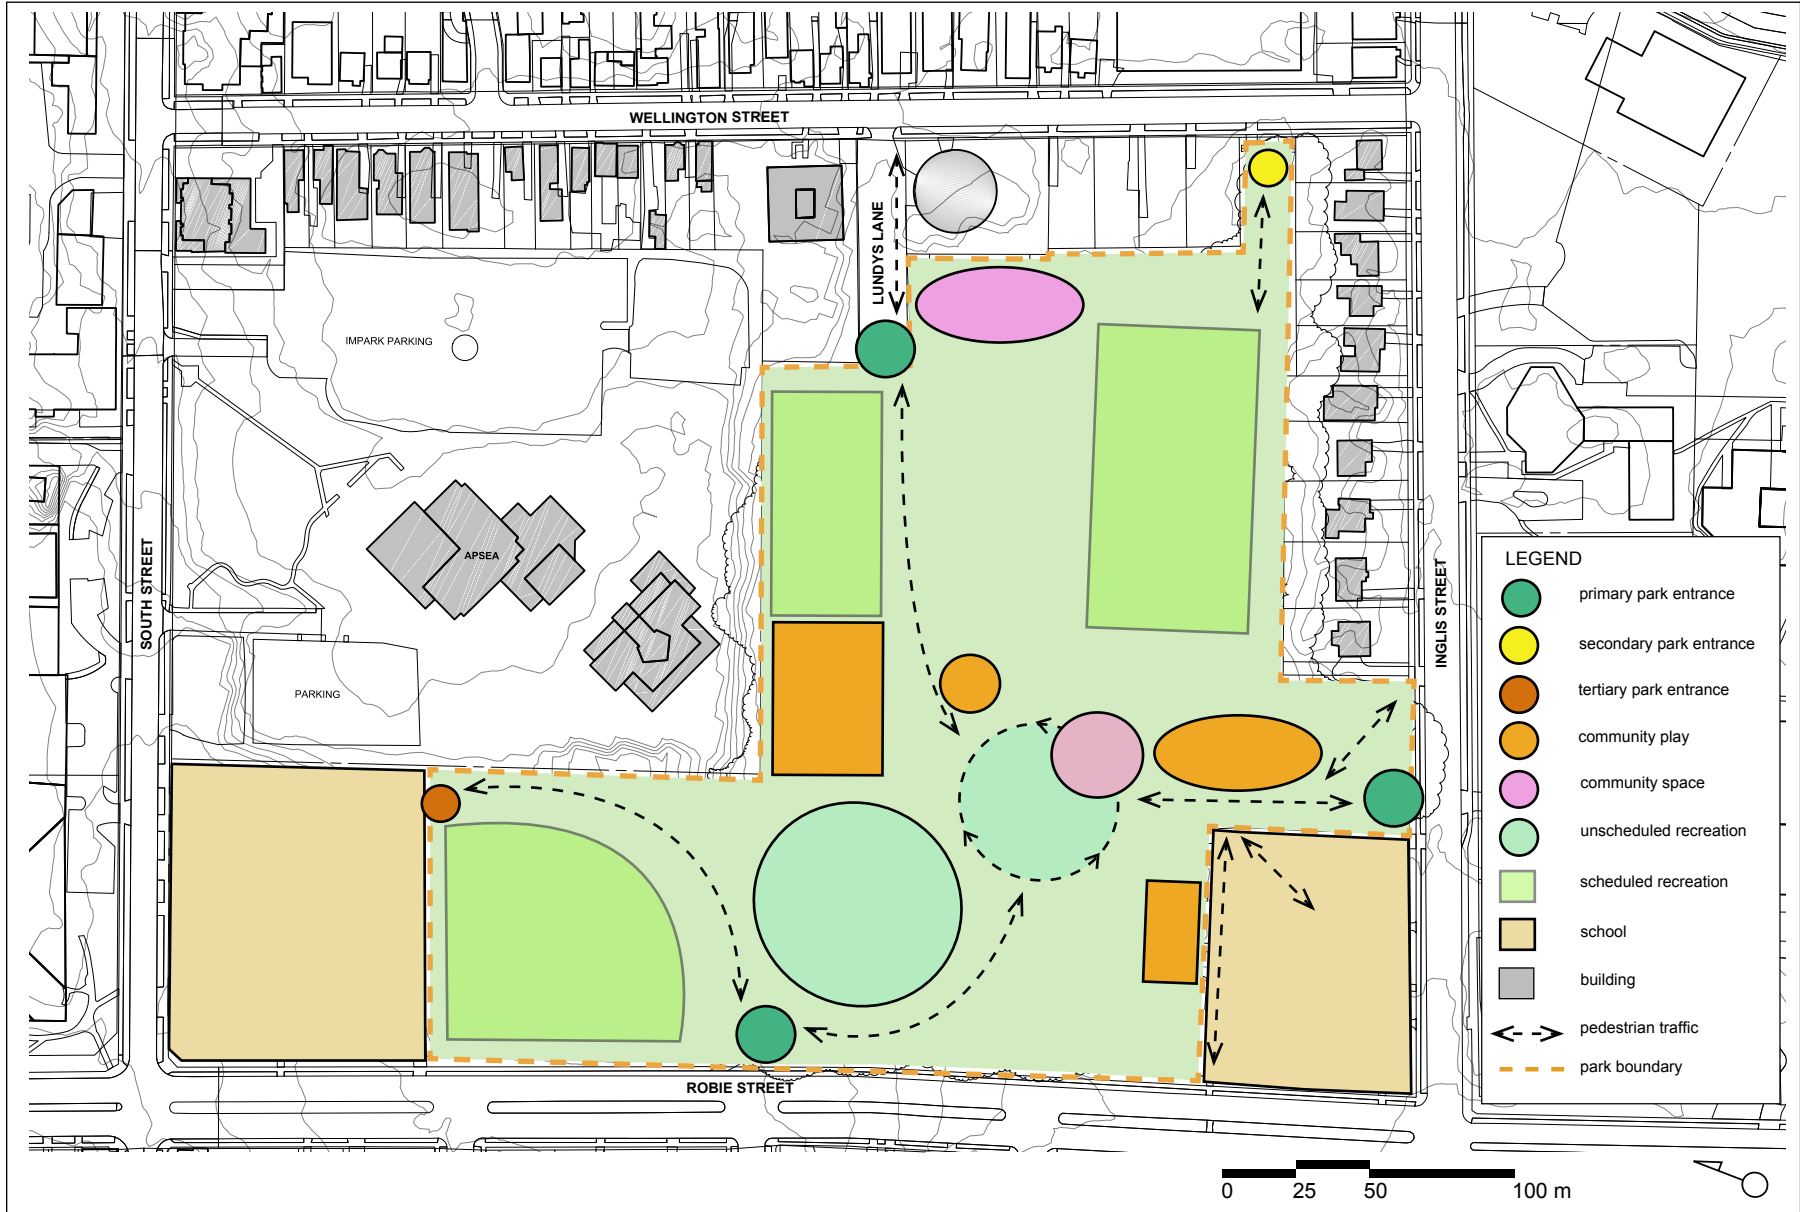 WELLINGTON STREET
LUNDYS LANE
IMPARK PARKING
APSEA
SOUTH STREET
INGLIS STREET
PARKING
ROBIE STREET
LEGEND
primary park entrance
secondary park entrance
tertiary park entrance
community play
community space
unscheduled recreation
scheduled recreation
school
building
pedestrian traffic
park boundary
0 25 50 100 m